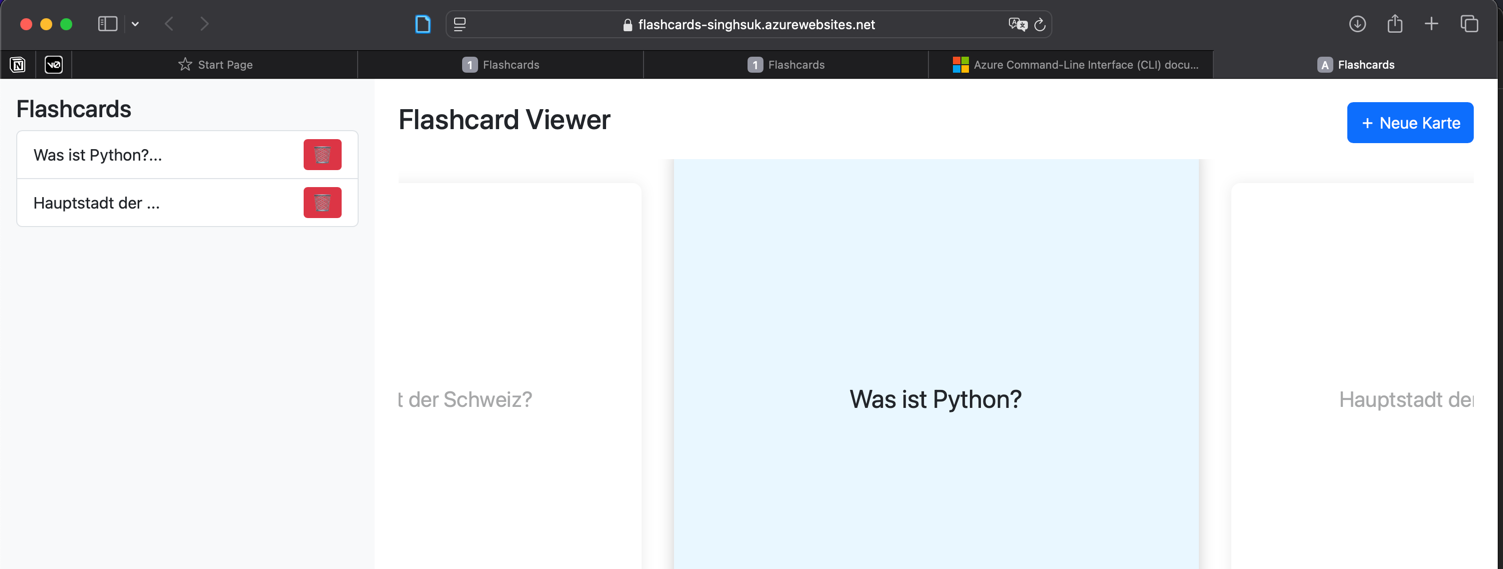 flashcards-singhsuk.azurewebsites.net
Start Page
1 Flashcards
1 Flashcards
Azure Command-Line Interface (CLI) docu...
A Flashcards
Flashcards
Was ist Python?...
Hauptstadt der ...
Flashcard Viewer
+ Neue Karte
t der Schweiz?
Was ist Python?
Hauptstadt der